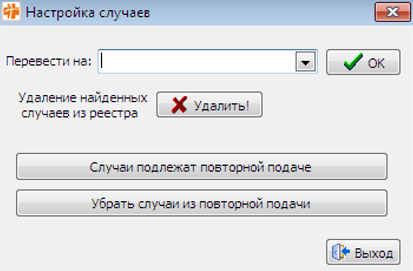 Настройка случаев
Перевести на:
OK
Удаление найденных
случаев из реестра
Удалить!
Случаи подлежат повторной подаче
Убрать случаи из повторной подачи
Выход